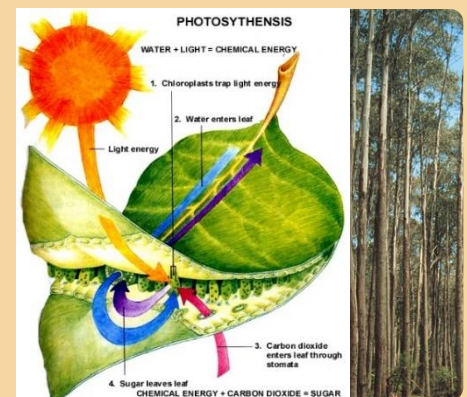 PHOTOSYTHENSIS
WATER + LIGHT = CHEMICAL ENERGY
1. Chloroplasts trap light energy
2. Water enters leaf
Light energy
3. Carbon dioxide
enters leaf through
stomata
4. Sugar leaves leaf
CHEMICAL ENERGY + CARBON DIOXIDE = SUGAR